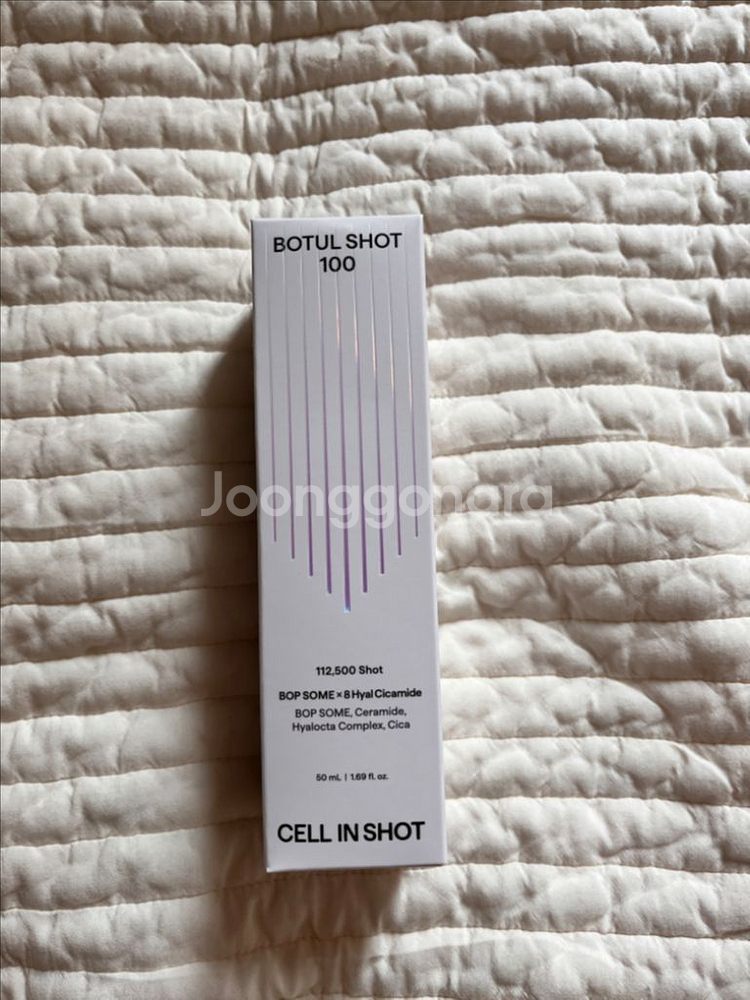 BOTUL SHOT
100
Joonggonara
112,500 Shot
BOP SOME × 8 Hyal Cicamide
BOP SOME, Ceramide,
Hyalocta Complex, Cica
50 mL | 1.69 fl. oz.
CELL IN SHOT